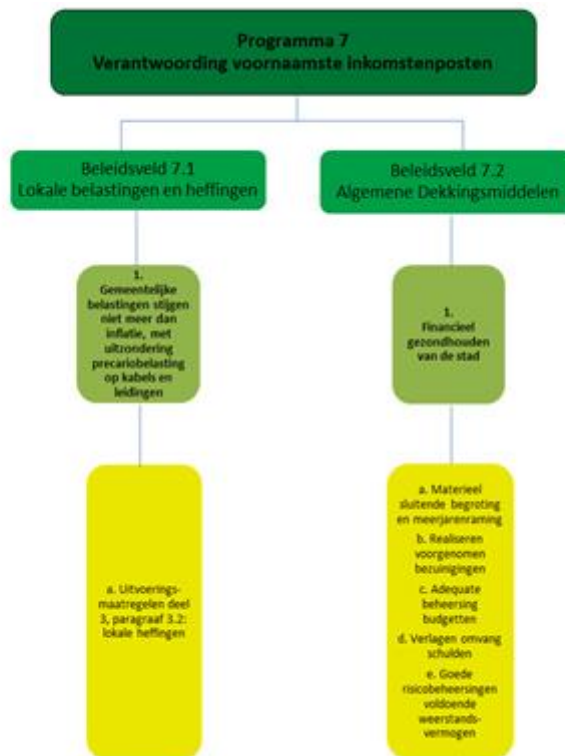 Programma 7
Verantwoording voornaamste inkomstenposten
Beleidsveld 7.1
Lokale belastingen en heffingen
Beleidsveld 7.2
Algemene Dekkingsmiddelen
1.
Gemeentelijke
belastingen stijgen
niet meer dan
inflatie, met
uitzondering
precariobelasting
op kabels en
leidingen
1.
Financieel
gezondhouden
van de stad
a. Uitvoerings-
maatregelen deel
3, paragraaf 3.2:
lokale heffingen
a. Materieel
sluitende begroting
en meerjarenraming
b. Realiseren
voorgenomen
bezuinigingen
c. Adequate
beheersing
budgetten
d. Verlagen omvang
schulden
e. Goede
risicobeheersingen
voldoende
weerstands-
vermogen